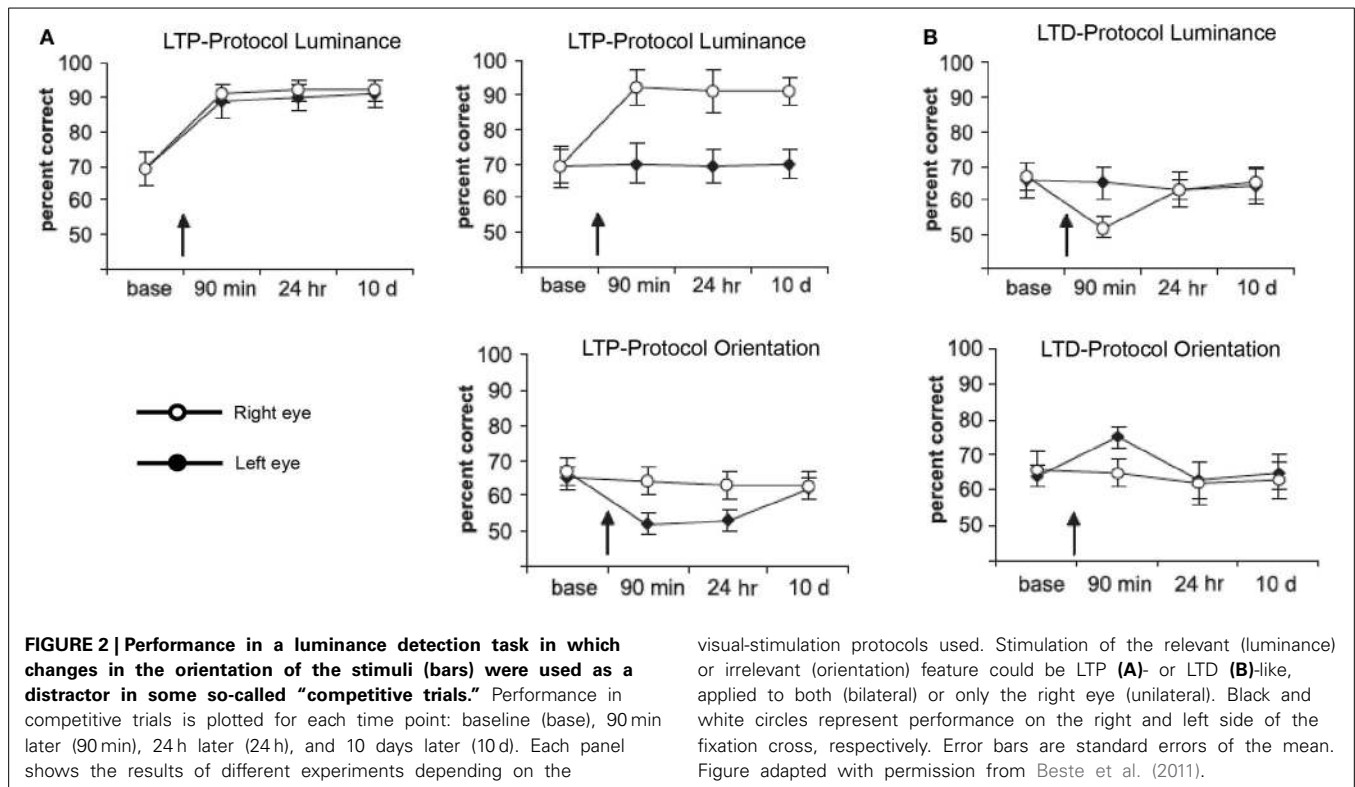 A
LTP-Protocol Luminance
percent correct
100
90
80
70
60
50
base 90 min 24 hr 10 d
LTP-Protocol Luminance
percent correct
100
90
80
70
60
50
base 90 min 24 hr 10 d
B
LTD-Protocol Luminance
percent correct
100
90
80
70
60
50
base 90 min 24 hr 10 d
Right eye
Left eye
LTP-Protocol Orientation
percent correct
100
90
80
70
60
50
base 90 min 24 hr 10 d
LTD-Protocol Orientation
percent correct
100
90
80
70
60
50
base 90 min 24 hr 10 d
FIGURE 2 | Performance in a luminance detection task in which
changes in the orientation of the stimuli (bars) were used as a
distractor in some so-called “competitive trials.” Performance in
competitive trials is plotted for each time point: baseline (base), 90 min
later (90 min), 24 h later (24 h), and 10 days later (10 d). Each panel
shows the results of different experiments depending on the
visual-stimulation protocols used. Stimulation of the relevant (luminance)
or irrelevant (orientation) feature could be LTP (A)- or LTD (B)-like,
applied to both (bilateral) or only the right eye (unilateral). Black and
white circles represent performance on the right and left side of the
fixation cross, respectively. Error bars are standard errors of the mean.
Figure adapted with permission from Beste et al. (2011).